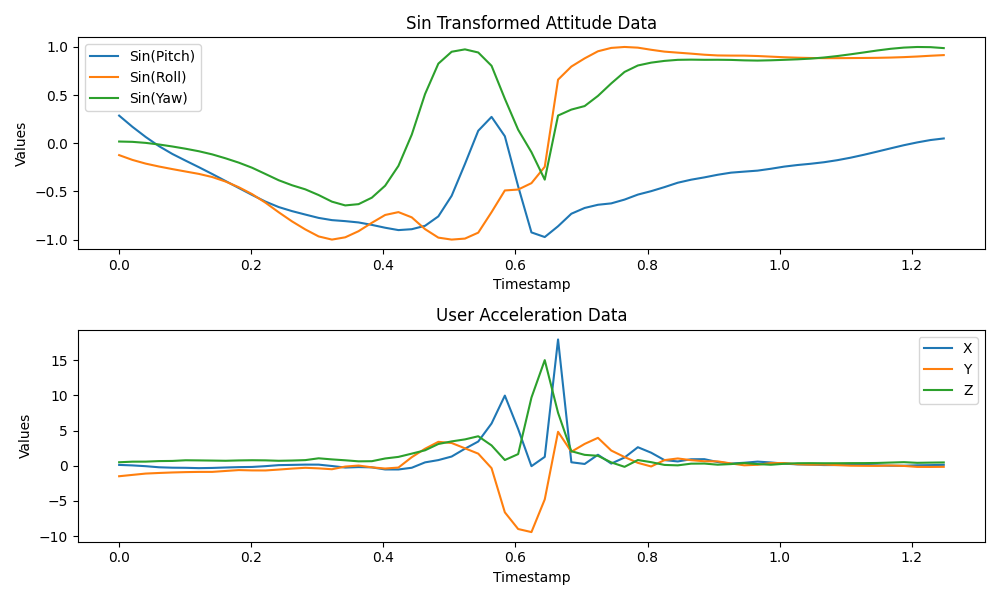 Sin Transformed Attitude Data
1.0
0.5
0.0
−0.5
−1.0
Values
Sin(Pitch)
Sin(Roll)
Sin(Yaw)
0.0 0.2 0.4 0.6 0.8 1.0 1.2
Timestamp
User Acceleration Data
15
10
5
0
−5
−10
Values
X
Y
Z
0.0 0.2 0.4 0.6 0.8 1.0 1.2
Timestamp